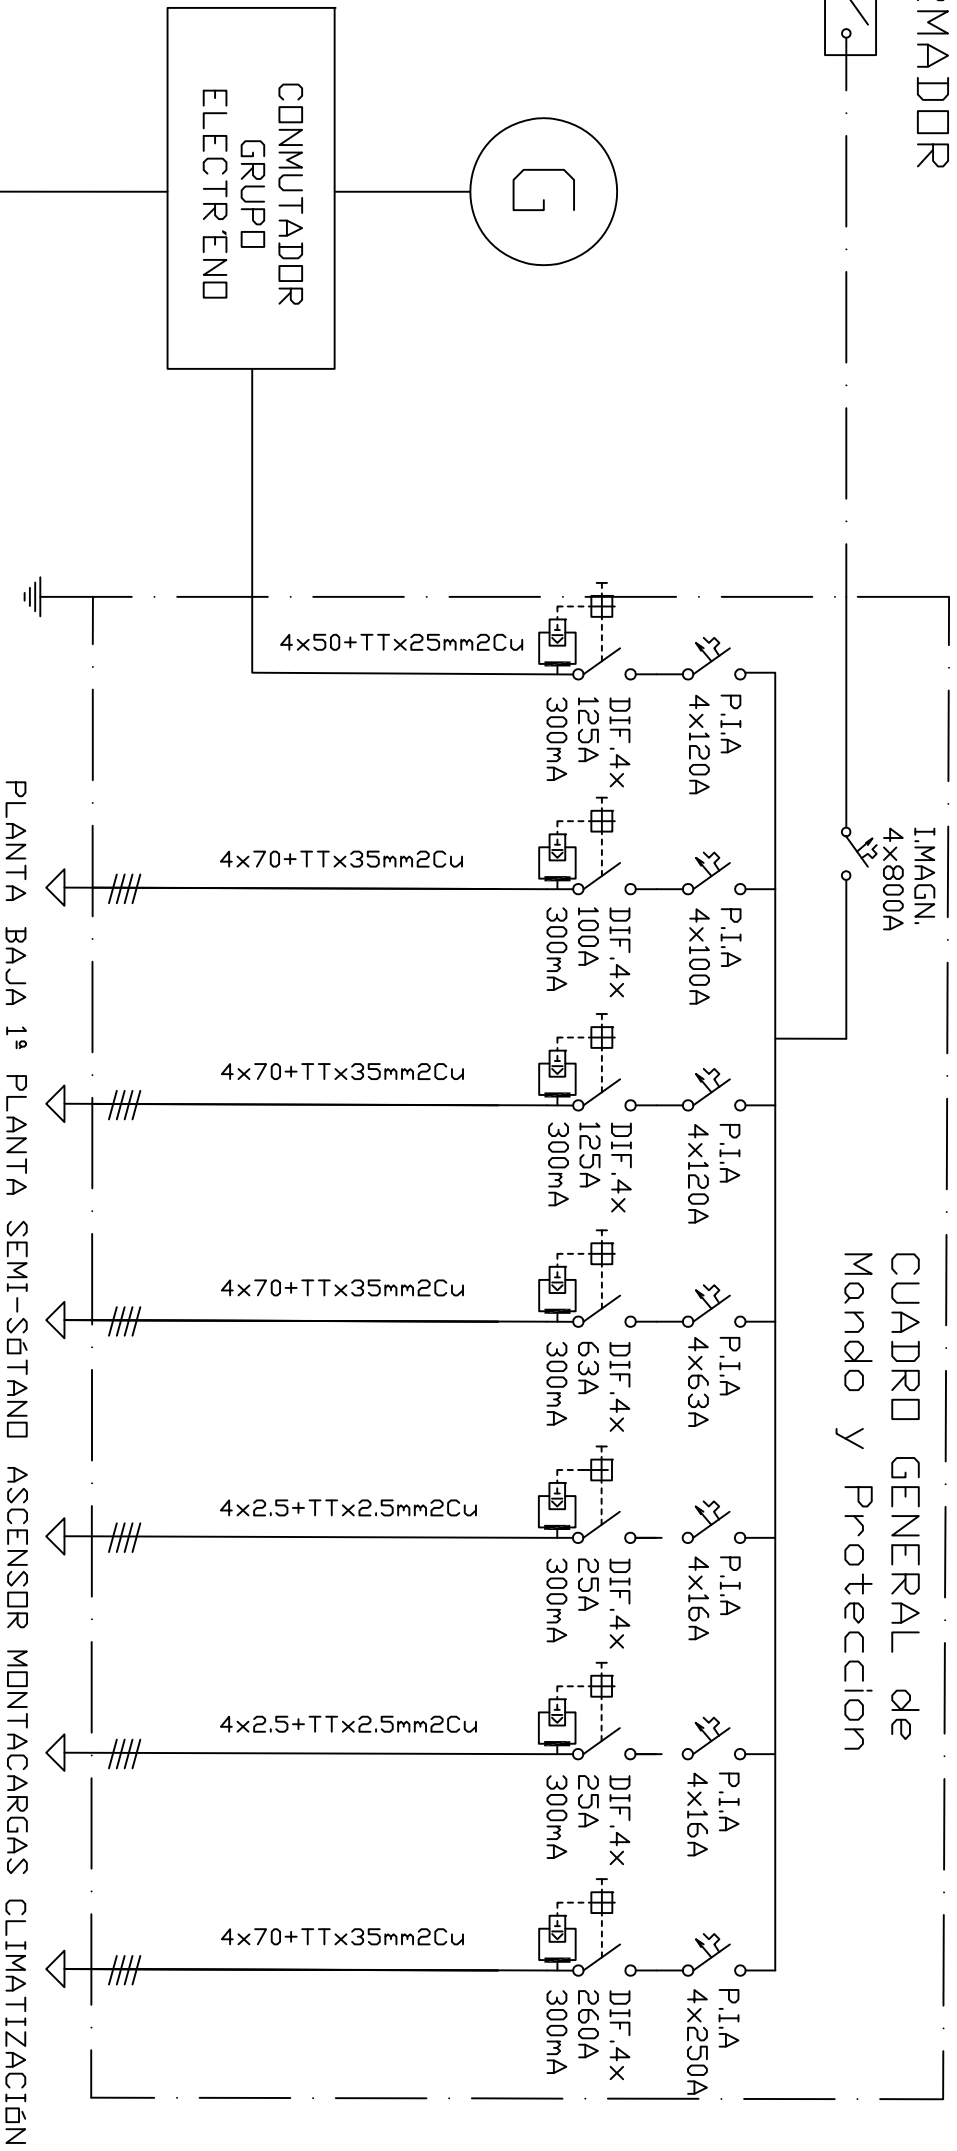 RMADOR
CONMUTADOR
GRUPO
ELECTR'ENO
G
I.MAGN.
4x800A
CUADRO GENERAL de
Mando y Proteccion
P.I.A
4x120A
DIF.4x
125A
300mA
4x50+TTx25mm2Cu
P.I.A
4x100A
DIF.4x
100A
300mA
4x70+TTx35mm2Cu
P.I.A
4x120A
DIF.4x
125A
300mA
4x70+TTx35mm2Cu
P.I.A
4x63A
DIF.4x
63A
300mA
4x70+TTx35mm2Cu
P.I.A
4x16A
DIF.4x
25A
300mA
4x2.5+TTx2.5mm2Cu
P.I.A
4x16A
DIF.4x
25A
300mA
4x2.5+TTx2.5mm2Cu
P.I.A
4x250A
DIF.4x
260A
300mA
4x70+TTx35mm2Cu
PLANTA BAJA 1ª PLANTA SEMI-SóTANO ASCENSOR MONTACARGAS CLIMATIZACIóN